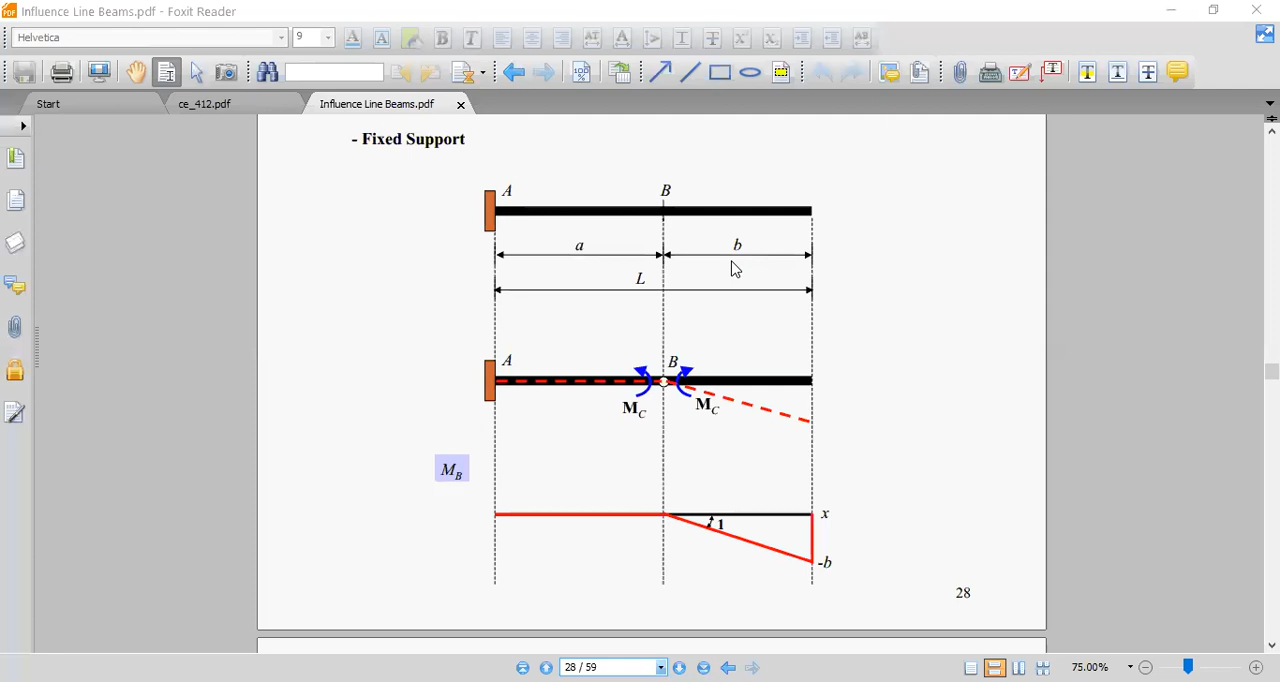 Influence Line Beams.pdf - Foxit Reader
Helvetica 9
Start ce_412.pdf Influence Line Beams.pdf
- Fixed Support
A B
a b
L
A B
M_C M_C
M_B
x
1
-b
28
28 / 59 75.00%